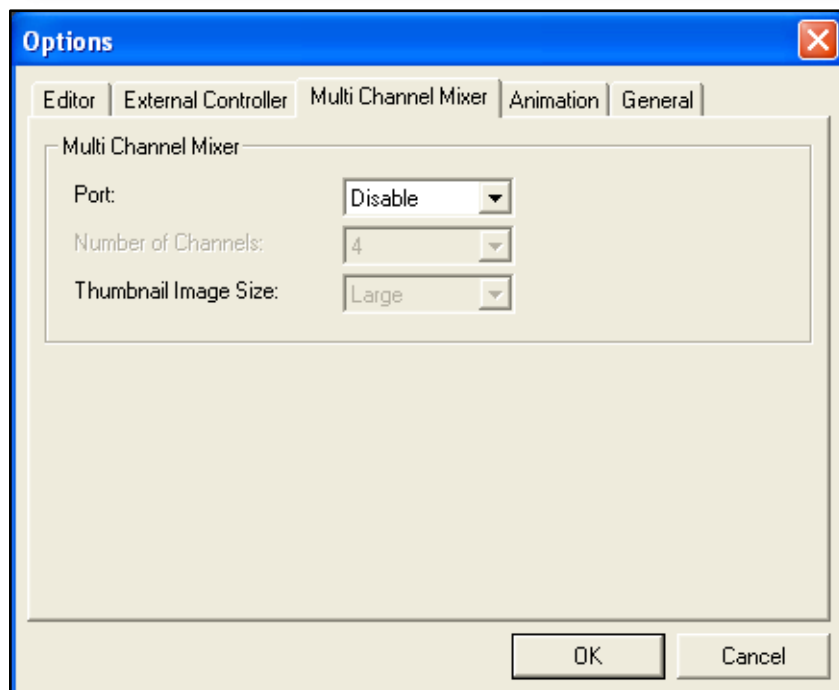 Options
Editor External Controller Multi Channel Mixer Animation General
Multi Channel Mixer
Port: Disable
Number of Channels: 4
Thumbnail Image Size: Large
OK Cancel